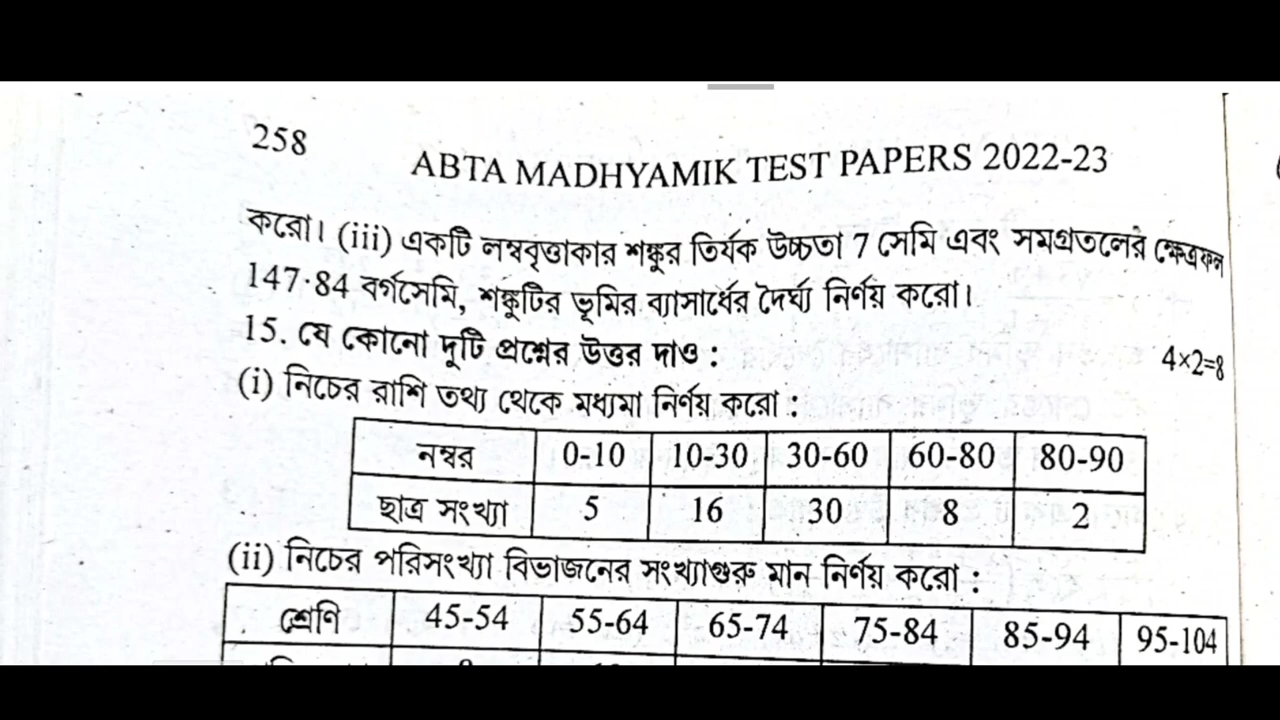 258
ABTA MADHYAMIK TEST PAPERS 2022-23
করো। (iii) একটি লম্ববৃত্তাকার শঙ্কুর তির্যক উচ্চতা 7 সেমি এবং সমগ্রতলের ক্ষেত্রফল
147·84 বর্গসেমি, শঙ্কুটির ভূমির ব্যাসার্ধের দৈর্ঘ্য নির্ণয় করো।
15. যে কোনো দুটি প্রশ্নের উত্তর দাও : 4×2=8
(i) নিচের রাশি তথ্য থেকে মধ্যমা নির্ণয় করো :
নম্বর 0-10 10-30 30-60 60-80 80-90
ছাত্র সংখ্যা 5 16 30 8 2
(ii) নিচের পরিসংখ্যা বিভাজনের সংখ্যাগুরু মান নির্ণয় করো :
শ্রেণি 45-54 55-64 65-74 75-84 85-94 95-104